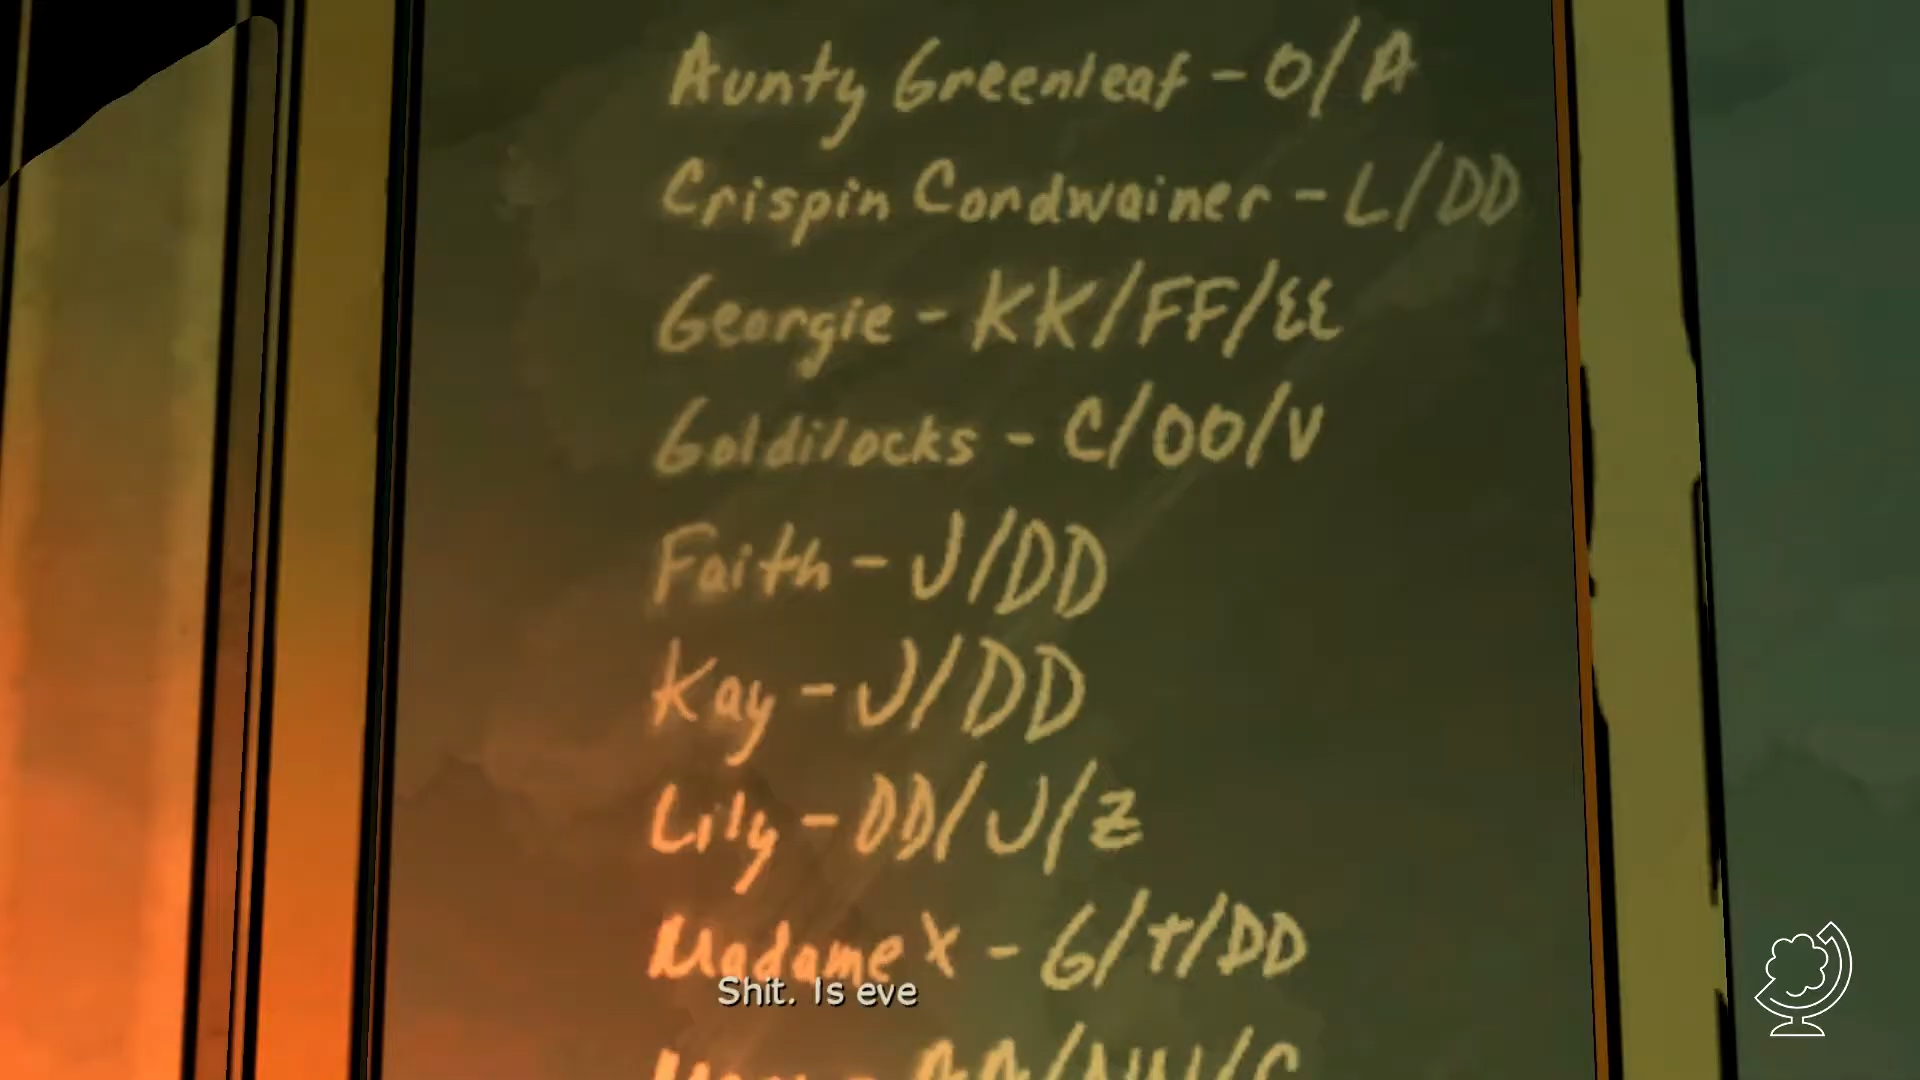 Aunty Greenleaf - O/A
Crispin Cordwainer - L/DD
Georgie - KK/FF/EE
Goldilocks - C/OO/V
Faith - J/DD
Kay - J/DD
Lily - DD/J/Z
Madame X - G/T/DD
Shit. Is eve